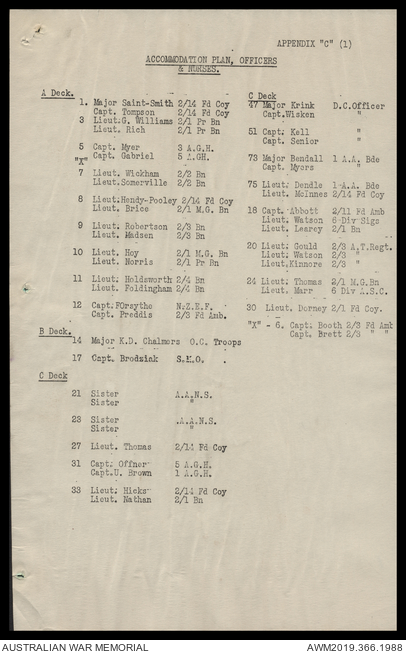 APPENDIX "C" (1)
ACCOMMODATION PLAN, OFFICERS
& NURSES.
A Deck.
1. Major Saint-Smith 2/14 Fd Coy
Capt. Tompson 2/14 Fd Coy
3 Lieut.G. Williams 2/1 Pr Bn
Lieut. Rich 2/1 Pr Bn
5 Capt. Myer 3 A.G.H.
"X" Capt. Gabriel 5 A.GH.
7 Lieut. Wickham 2/2 Bn
Lieut.Somerville 2/2 Bn
8 Lieut.Hendy-Pooley 2/14 Fd Coy
Lieut. Brice 2/1 M.G. Bn
9 Lieut. Robertson 2/3 Bn
Lieut. Madsen 2/3 Bn
10 Lieut. Hoy 2/1 M.G. Bn
Lieut. Norris 2/1 Pr Bn
11 Lieut. Holdsworth 2/4 Bn
Lieut. Foldingham 2/4 Bn
12 Capt. Forsythe N.Z.E.F.
Capt. Preddis 2/3 Fd Amb.
B Deck.
14 Major K.D. Chalmers O.C. Troops
17 Capt. Brodziak S.M.O.
C Deck
21 Sister A.A.N.S.
Sister "
23 Sister A.A.N.S.
Sister "
27 Lieut. Thomas 2/14 Fd Coy
31 Capt. Offner 5 A.G.H.
Capt.U. Brown 1 A.G.H.
33 Lieut. Hicks 2/14 Fd Coy
Lieut. Nathan 2/1 Bn
C Deck
47 Major Krink D.C.Officer
Capt.Wisken "
51 Capt. Kell "
Capt. Senior "
73 Major Bendall 1 A.A. Bde
Capt. Myers "
75 Lieut. Dendle 1 A.A. Bde
Lieut. McInnes 2/14 Fd Coy
18 Capt. Abbott 2/11 Fd Amb
Lieut. Watson 6 Div Sigs
Lieut. Learcy 2/1 Bn
20 Lieut. Gould 2/3 A.T.Regt.
Lieut. Watson 2/3 "
Lieut.Kinnore 2/3 "
24 Lieut. Thomas 2/1 M.G.Bn
Lieut. Marr 6 Div A.S.C.
30 Lieut. Dorney 2/1 Fd Coy.
"X" - 6. Capt. Booth 2/3 Fd Amb
Capt. Brett 2/3 " "
AUSTRALIAN WAR MEMORIAL
AWM2019.366.1988